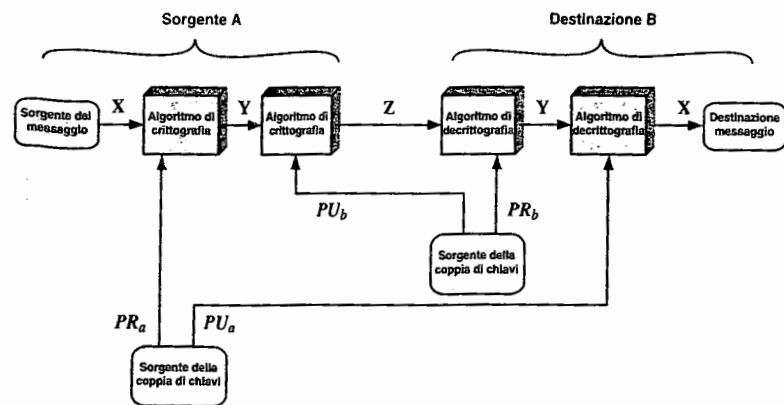 Sorgente A
Destinazione B
Sorgente del
messaggio
X
Algoritmo di
crittografia
Y
Algoritmo di
crittografia
Z
Algoritmo di
decrittografia
Y
Algoritmo di
decrittografia
X
Destinazione
messaggio
PUb
PRb
Sorgente della
coppia di chiavi
PRa
PUa
Sorgente della
coppia di chiavi